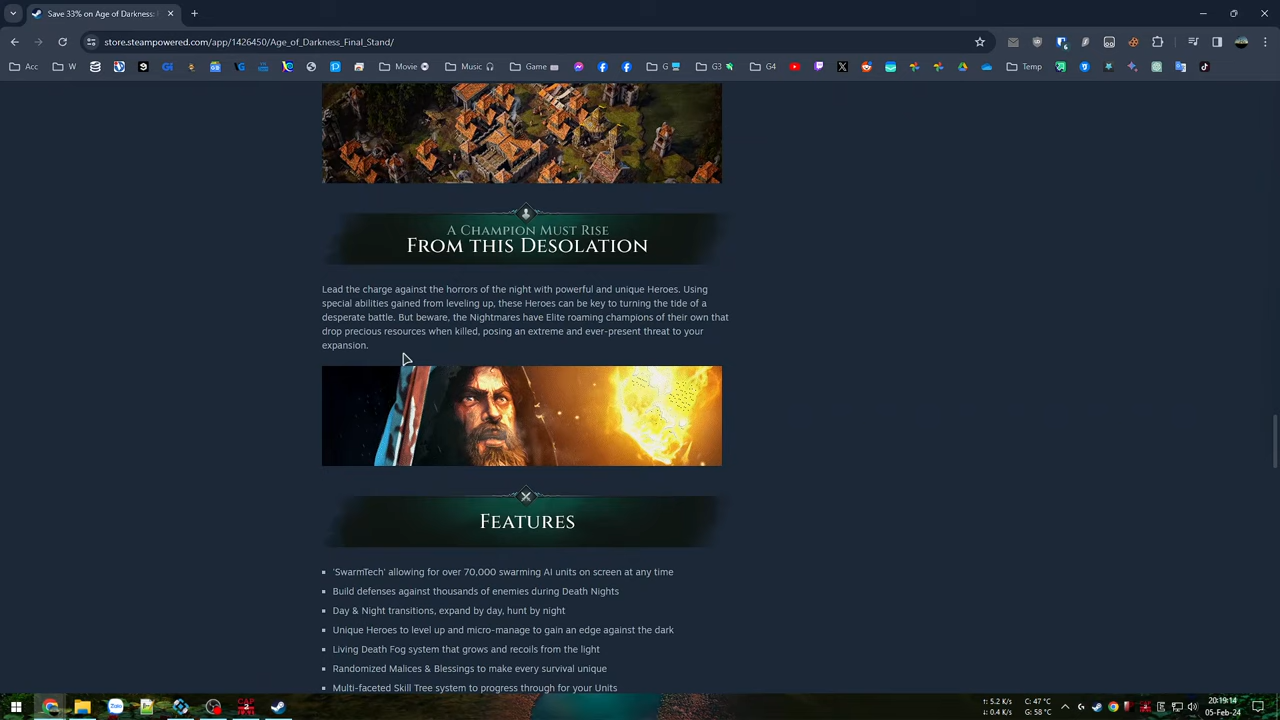 Save 33% on Age of Darkness: F
store.steampowered.com/app/1426450/Age_of_Darkness_Final_Stand/
Acc
W
Movie
Music
Game
G
G3
G4
Temp
A Champion Must Rise
From this Desolation
Lead the charge against the horrors of the night with powerful and unique Heroes. Using
special abilities gained from leveling up, these Heroes can be key to turning the tide of a
desperate battle. But beware, the Nightmares have Elite roaming champions of their own that
drop precious resources when killed, posing an extreme and ever-present threat to your
expansion.
Features
‘SwarmTech’ allowing for over 70,000 swarming AI units on screen at any time
Build defenses against thousands of enemies during Death Nights
Day & Night transitions, expand by day, hunt by night
Unique Heroes to level up and micro-manage to gain an edge against the dark
Living Death Fog system that grows and recoils from the light
Randomized Malices & Blessings to make every survival unique
Multi-faceted Skill Tree system to progress through for your Units
↕: 5.2 K/s C: 47 °C 20:19:14
↕: 0.4 K/s G: 58 °C 05-Feb-24